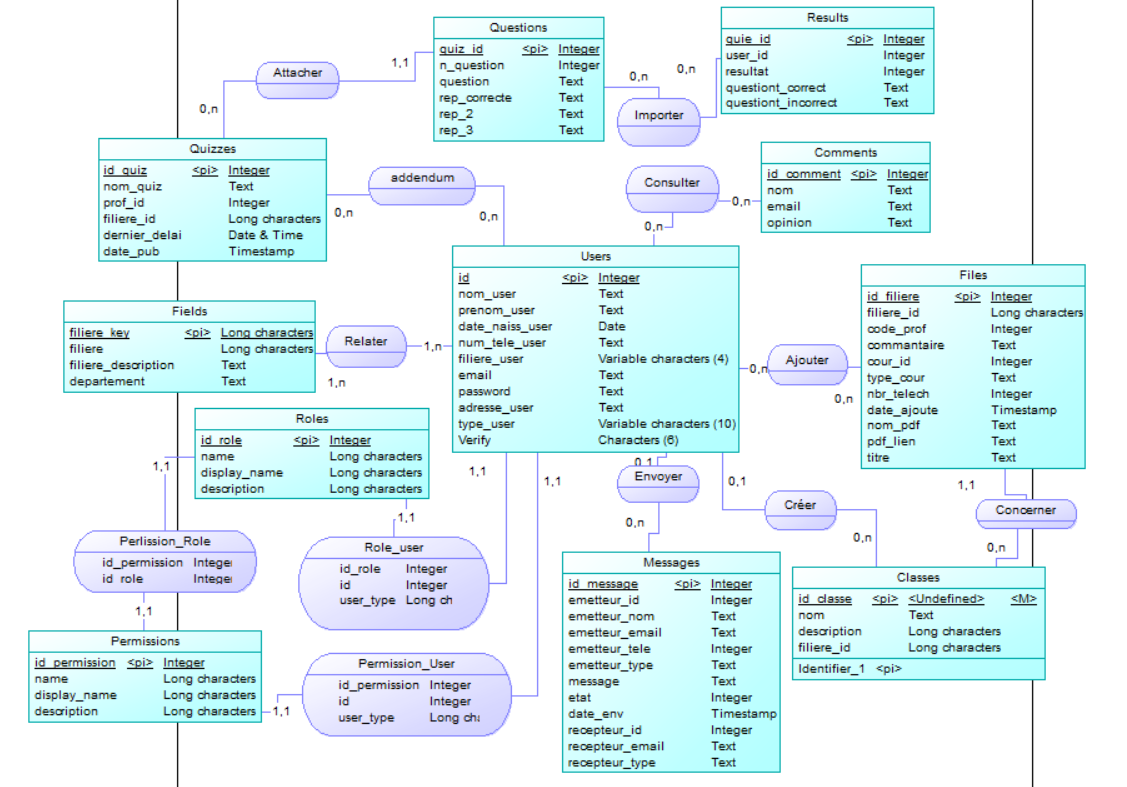 Questions
quiz_id <pi> Integer
n_question Integer
question Text
rep_correcte Text
rep_2 Text
rep_3 Text
Results
quie_id <pi> Integer
user_id Integer
resultat Integer
questiont_correct Text
questiont_incorrect Text
Attacher
1,1
0,n
0,n
0,n
Importer
Quizzes
id_quiz <pi> Integer
nom_quiz Text
prof_id Integer
filiere_id Long characters
dernier_delai Date & Time
date_pub Timestamp
addendum
0,n
0,n
Consulter
0,n
0,n
Comments
id_comment <pi> Integer
nom Text
email Text
opinion Text
Users
id <pi> Integer
nom_user Text
prenom_user Text
date_naiss_user Date
num_tele_user Text
filiere_user Variable characters (4)
email Text
password Text
adresse_user Text
type_user Variable characters (10)
Verify Characters (6)
Files
id_filiere <pi> Integer
filiere_id Long characters
code_prof Integer
commantaire Text
cour_id Integer
type_cour Text
nbr_telech Integer
date_ajoute Timestamp
nom_pdf Text
pdf_lien Text
titre Text
Fields
filiere_key <pi> Long characters
filiere Long characters
filiere_description Text
departement Text
Relater
1,n
1,n
Ajouter
0,n
0,n
Roles
id_role <pi> Integer
name Long characters
display_name Long characters
description Long characters
1,1
1,1
1,1
1,1
0,1
Envoyer
0,n
0,1
Créer
0,n
1,1
Concerner
0,n
Perlission_Role
id_permission Integer
id_role Integer
1,1
Role_user
id_role Integer
id Integer
user_type Long ch
Messages
id_message <pi> Integer
emetteur_id Integer
emetteur_nom Text
emetteur_email Text
emetteur_tele Integer
emetteur_type Text
message Text
etat Integer
date_env Timestamp
recepteur_id Integer
recepteur_email Text
recepteur_type Text
Classes
id_classe <pi> <Undefined> <M>
nom Text
description Long characters
filiere_id Long characters
Identifier_1 <pi>
Permissions
id_permission <pi> Integer
name Long characters
display_name Long characters
description Long characters
1,1
Permission_User
id_permission Integer
id Integer
user_type Long cha